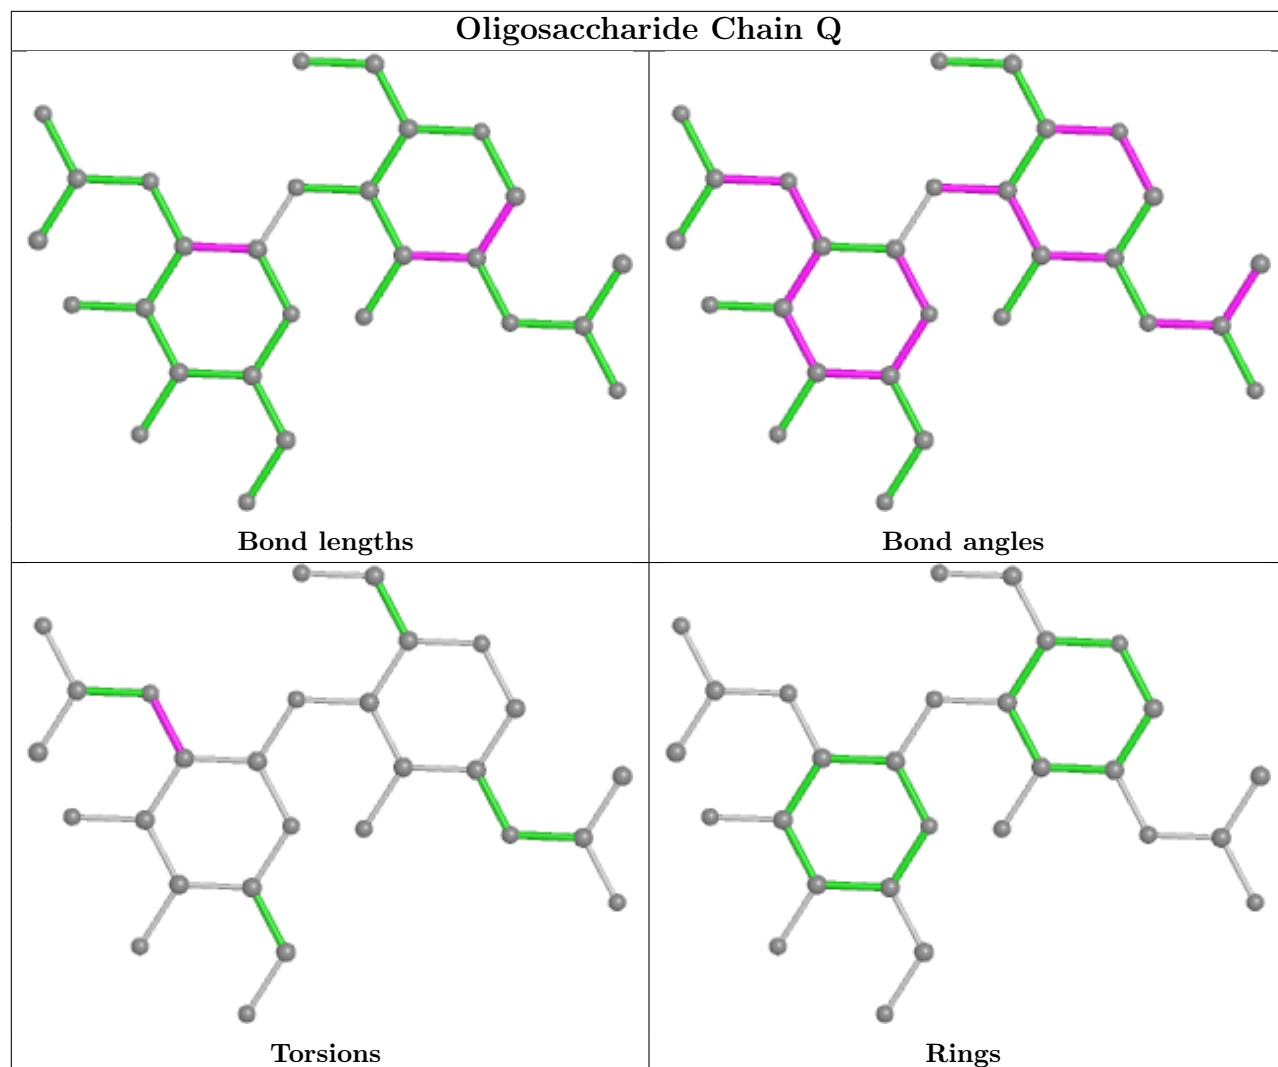 Oligosaccharide Chain Q
Bond lengths
Bond angles
Torsions
Rings